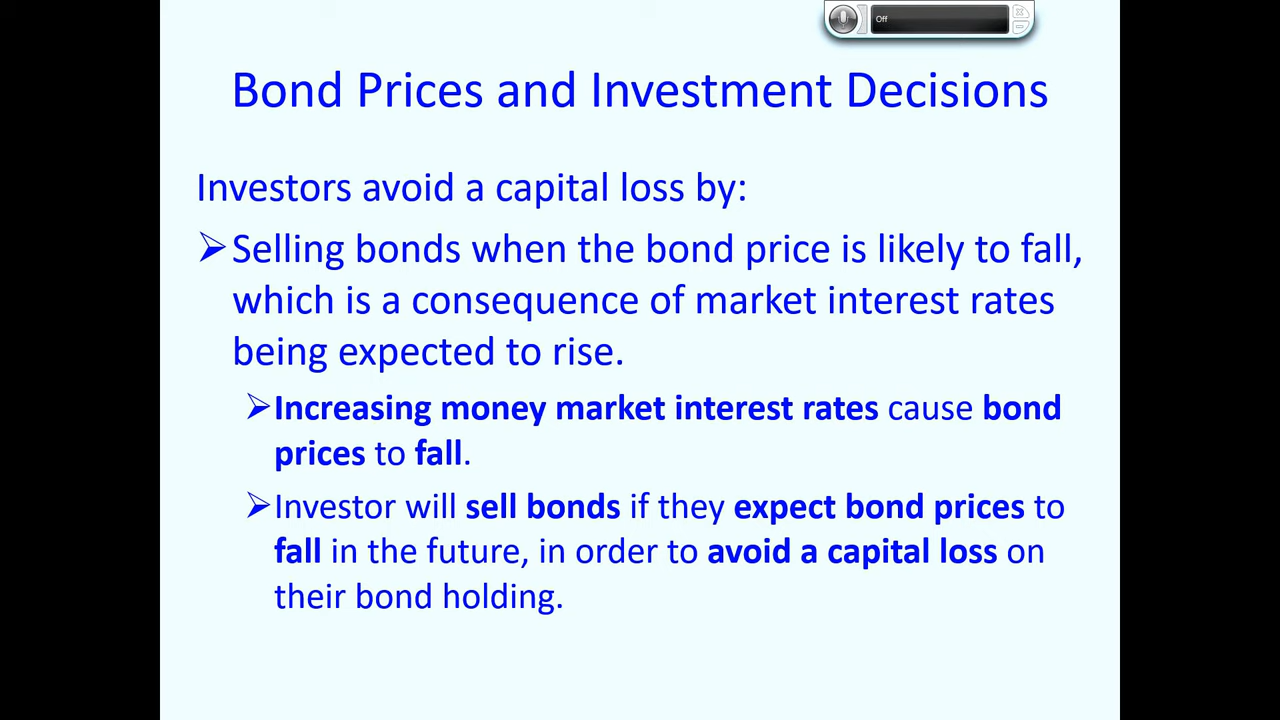 Off
Bond Prices and Investment Decisions
Investors avoid a capital loss by:
Selling bonds when the bond price is likely to fall,
which is a consequence of market interest rates
being expected to rise.
Increasing money market interest rates cause bond
prices to fall.
Investor will sell bonds if they expect bond prices to
fall in the future, in order to avoid a capital loss on
their bond holding.